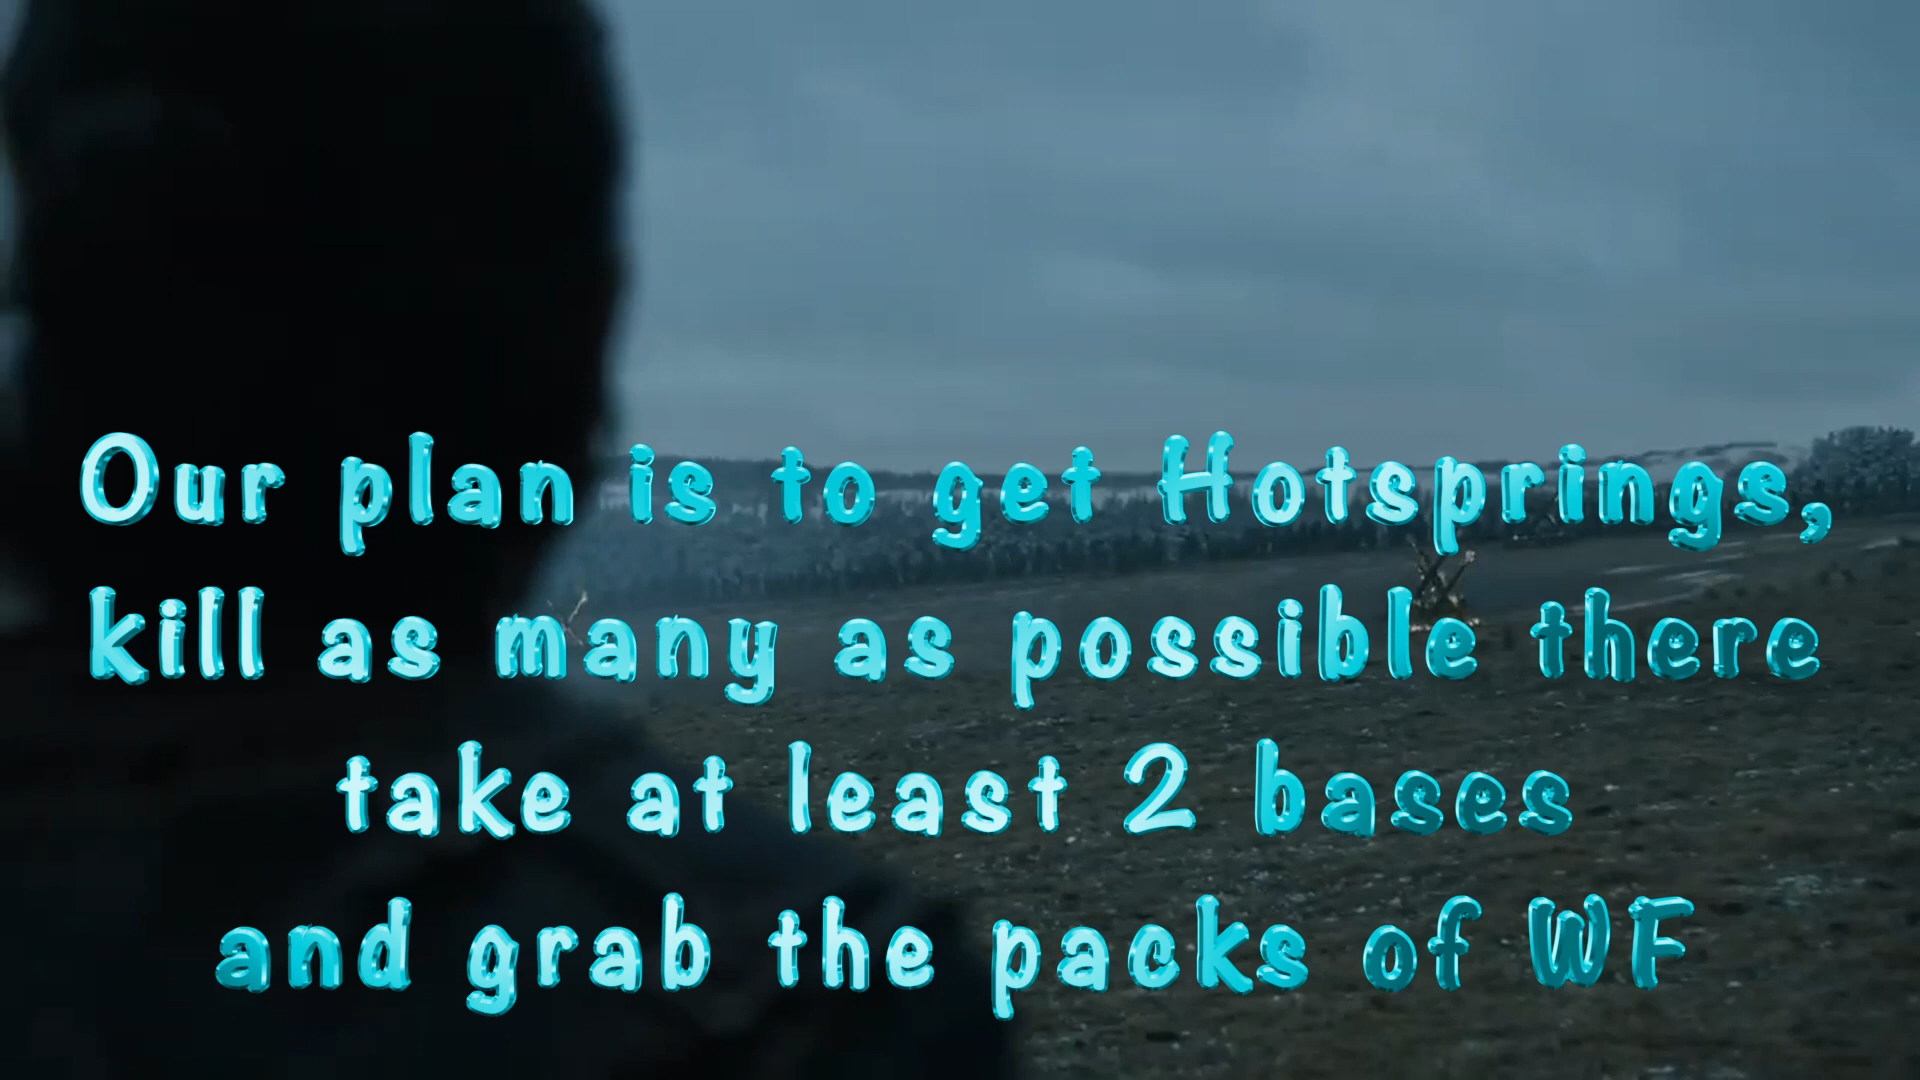 Our plan is to get Hotsprings,
kill as many as possible there
take at least 2 bases
and grab the packs of WF